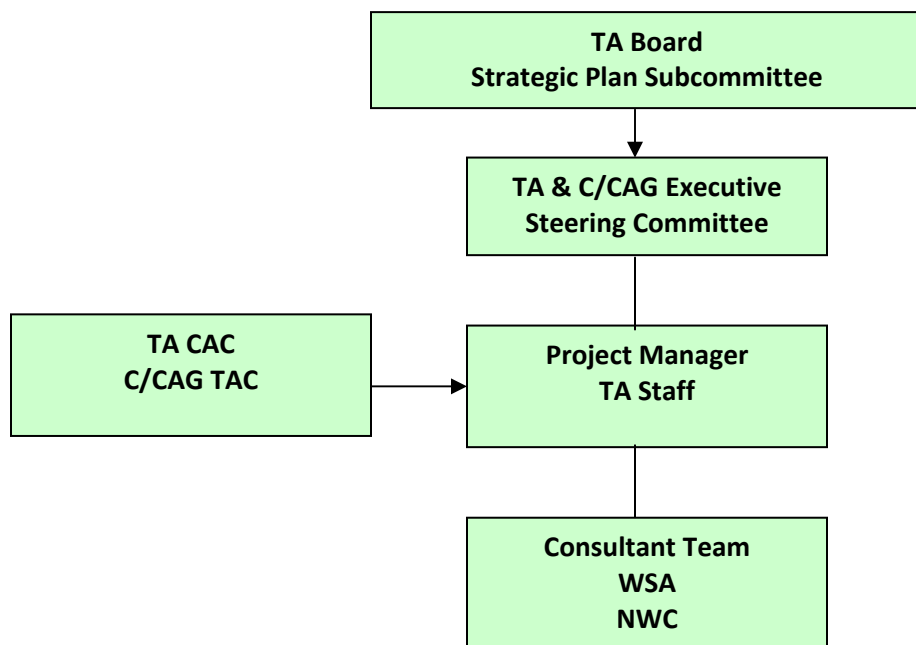 TA Board
Strategic Plan Subcommittee
TA & C/CAG Executive
Steering Committee
TA CAC
C/CAG TAC
Project Manager
TA Staff
Consultant Team
WSA
NWC